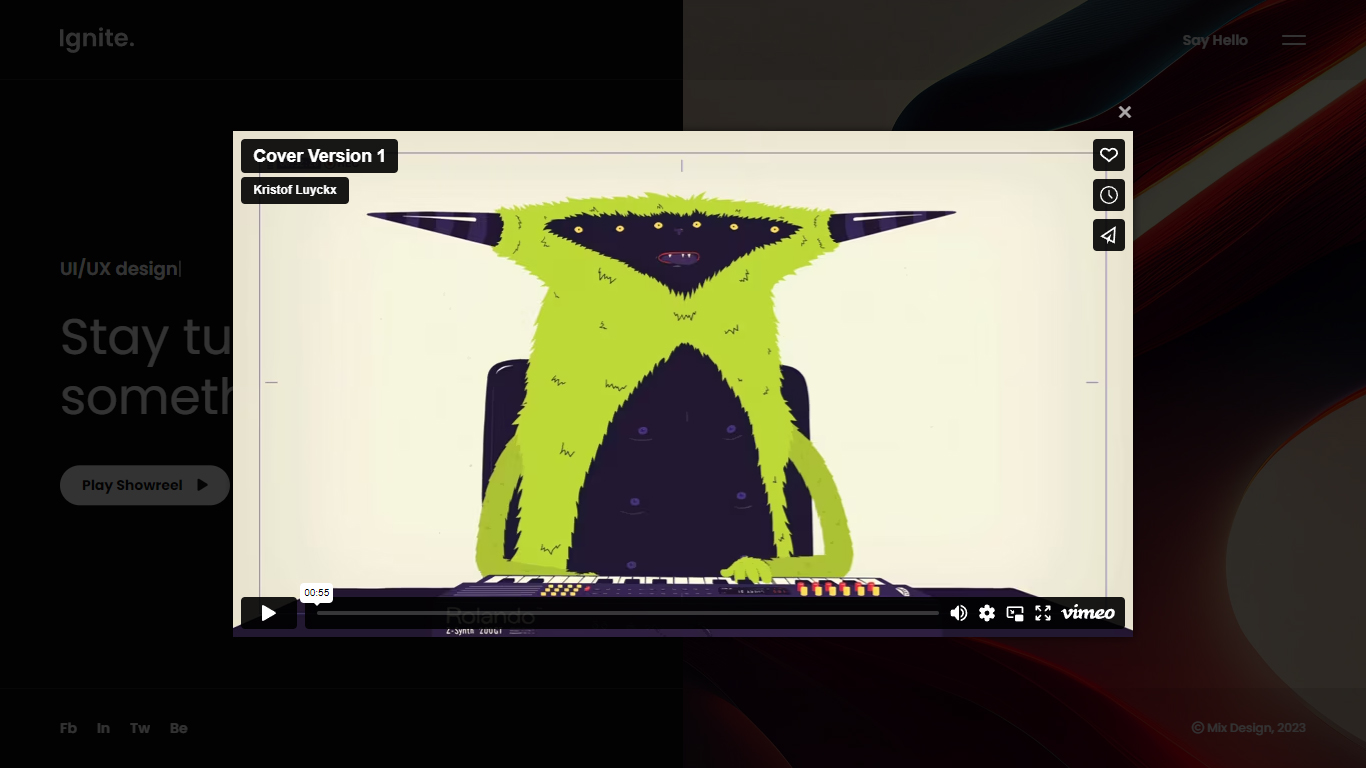 Ignite.
Say Hello
Cover Version 1
Kristof Luyckx
UI/UX design|
Stay tu
someth
Play Showreel
00:55
Rolando
Z-Synth 2000T
vimeo
Fb In Tw Be
© Mix Design, 2023